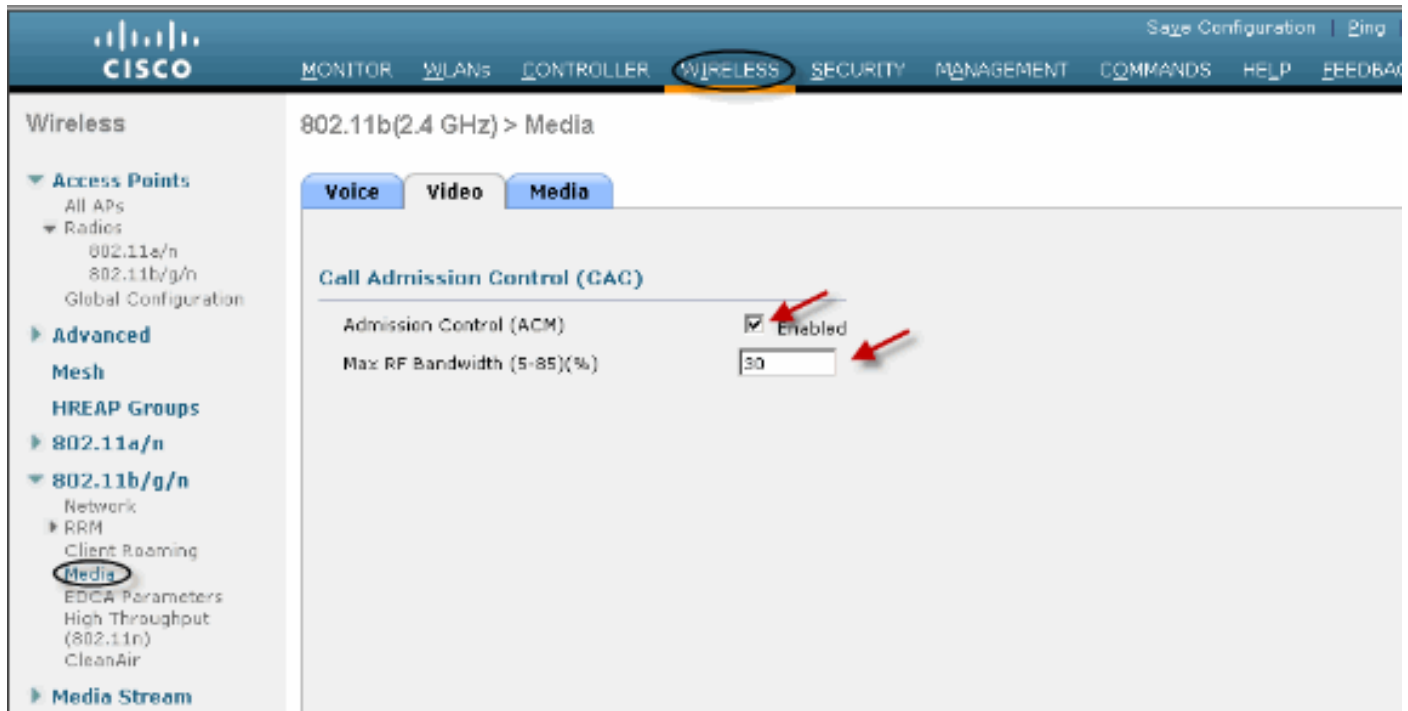 Save Configuration | Ping |
CISCO
MONITOR WLANs CONTROLLER WIRELESS SECURITY MANAGEMENT COMMANDS HELP
Wireless
802.11b(2.4 GHz) > Media
Access Points
All APs
Radios
802.11a/n
802.11b/g/n
Global Configuration
Advanced
Mesh
HREAP Groups
802.11a/n
802.11b/g/n
Network
RRM
Client Roaming
Media
EDCA Parameters
High Throughput
(802.11n)
CleanAir
Media Stream
Voice Video Media
Call Admission Control (CAC)
Admission Control (ACM) Enabled
Max RF Bandwidth (5-85)(%) 30